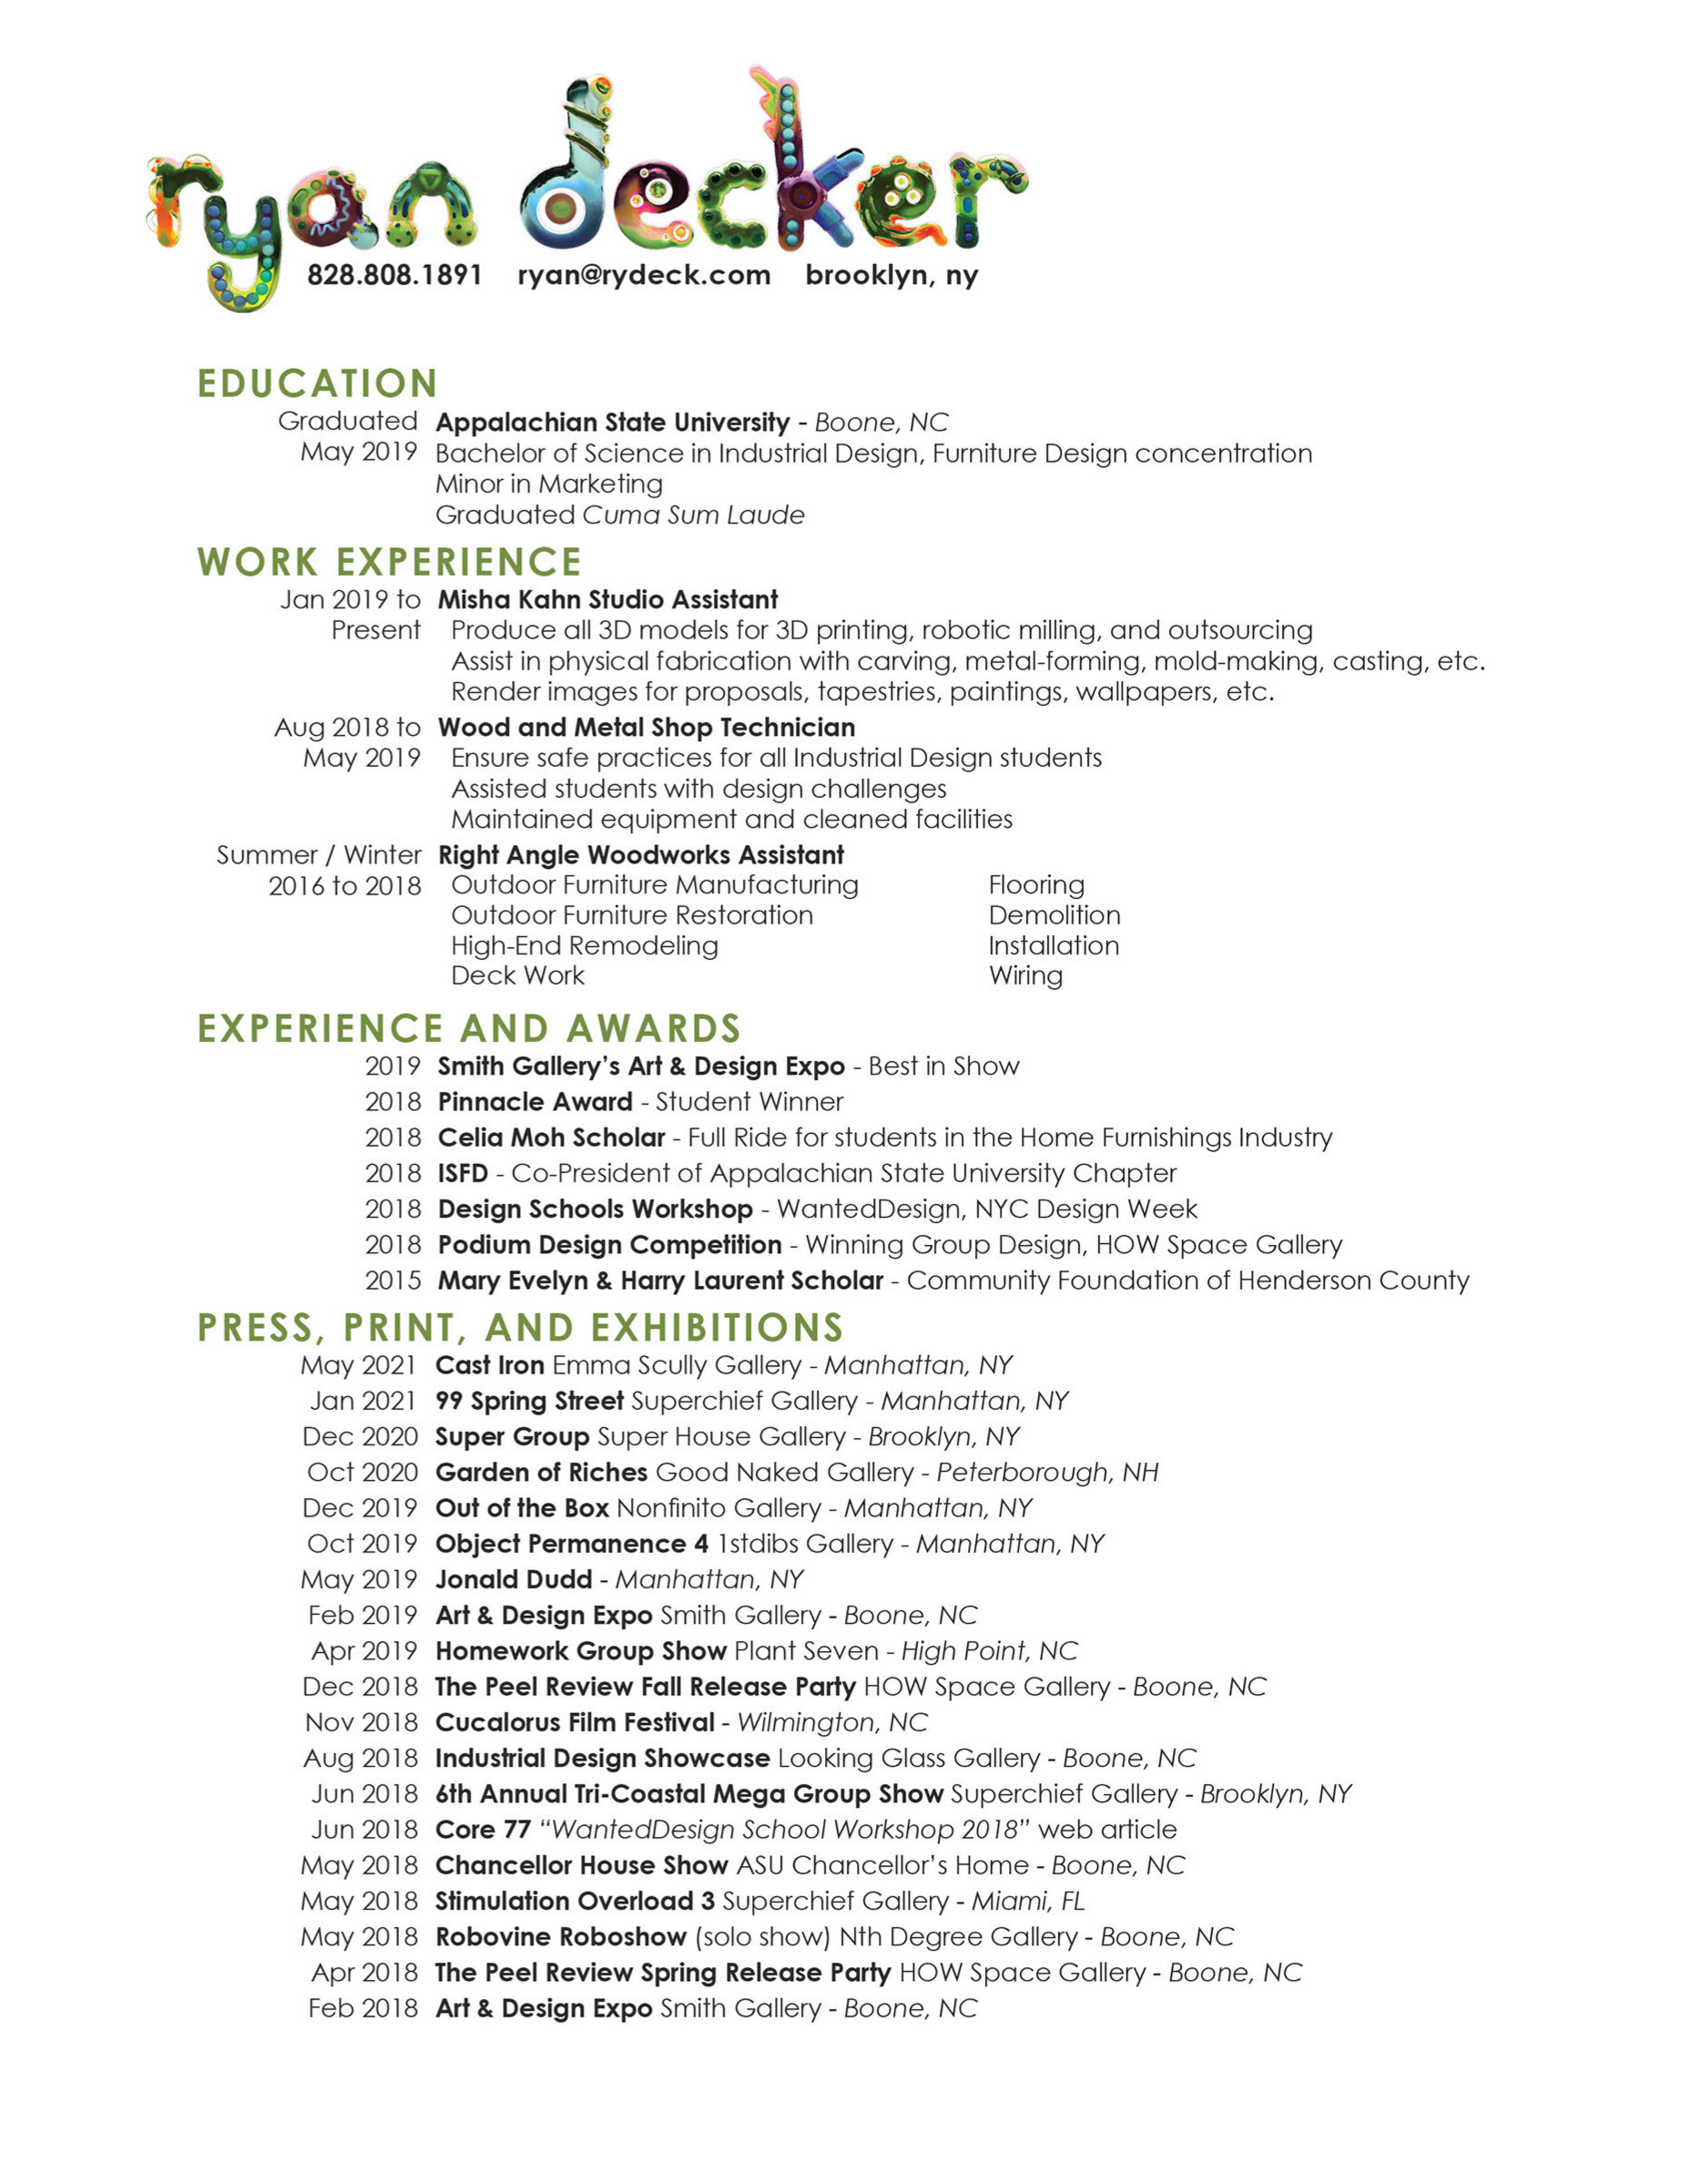 ryan decker
828.808.1891 ryan@rydeck.com brooklyn, ny
EDUCATION
Graduated Appalachian State University - Boone, NC
May 2019 Bachelor of Science in Industrial Design, Furniture Design concentration
Minor in Marketing
Graduated Cuma Sum Laude
WORK EXPERIENCE
Jan 2019 to Misha Kahn Studio Assistant
Present Produce all 3D models for 3D printing, robotic milling, and outsourcing
Assist in physical fabrication with carving, metal-forming, mold-making, casting, etc.
Render images for proposals, tapestries, paintings, wallpapers, etc.
Aug 2018 to Wood and Metal Shop Technician
May 2019 Ensure safe practices for all Industrial Design students
Assisted students with design challenges
Maintained equipment and cleaned facilities
Summer / Winter Right Angle Woodworks Assistant
2016 to 2018 Outdoor Furniture Manufacturing Flooring
Outdoor Furniture Restoration Demolition
High-End Remodeling Installation
Deck Work Wiring
EXPERIENCE AND AWARDS
2019 Smith Gallery's Art & Design Expo - Best in Show
2018 Pinnacle Award - Student Winner
2018 Celia Moh Scholar - Full Ride for students in the Home Furnishings Industry
2018 ISFD - Co-President of Appalachian State University Chapter
2018 Design Schools Workshop - WantedDesign, NYC Design Week
2018 Podium Design Competition - Winning Group Design, HOW Space Gallery
2015 Mary Evelyn & Harry Laurent Scholar - Community Foundation of Henderson County
PRESS, PRINT, AND EXHIBITIONS
May 2021 Cast Iron Emma Scully Gallery - Manhattan, NY
Jan 2021 99 Spring Street Superchief Gallery - Manhattan, NY
Dec 2020 Super Group Super House Gallery - Brooklyn, NY
Oct 2020 Garden of Riches Good Naked Gallery - Peterborough, NH
Dec 2019 Out of the Box Nonfinito Gallery - Manhattan, NY
Oct 2019 Object Permanence 4 1stdibs Gallery - Manhattan, NY
May 2019 Jonald Dudd - Manhattan, NY
Feb 2019 Art & Design Expo Smith Gallery - Boone, NC
Apr 2019 Homework Group Show Plant Seven - High Point, NC
Dec 2018 The Peel Review Fall Release Party HOW Space Gallery - Boone, NC
Nov 2018 Cucalorus Film Festival - Wilmington, NC
Aug 2018 Industrial Design Showcase Looking Glass Gallery - Boone, NC
Jun 2018 6th Annual Tri-Coastal Mega Group Show Superchief Gallery - Brooklyn, NY
Jun 2018 Core 77 “WantedDesign School Workshop 2018” web article
May 2018 Chancellor House Show ASU Chancellor's Home - Boone, NC
May 2018 Stimulation Overload 3 Superchief Gallery - Miami, FL
May 2018 Robovine Roboshow (solo show) Nth Degree Gallery - Boone, NC
Apr 2018 The Peel Review Spring Release Party HOW Space Gallery - Boone, NC
Feb 2018 Art & Design Expo Smith Gallery - Boone, NC